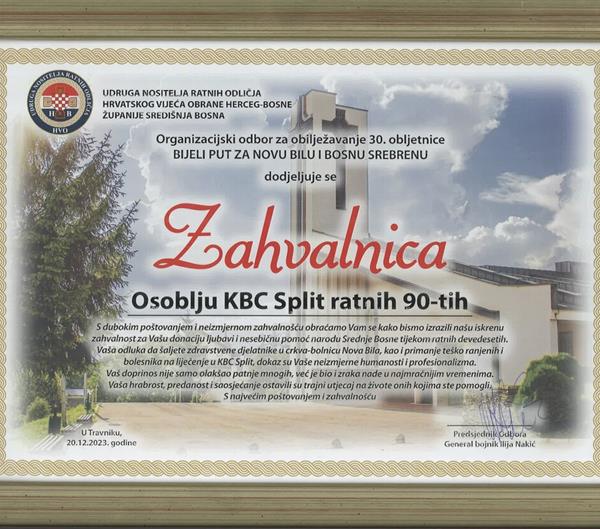 UDRUGA NOSITELJA RATNIH ODLIČJA
HVO
H B
UDRUGA NOSITELJA RATNIH ODLIČJA
HRVATSKOG VIJEĆA OBRANE HERCEG-BOSNE
ŽUPANIJE SREDIŠNJA BOSNA
Organizacijski odbor za obilježavanje 30. obljetnice
BIJELI PUT ZA NOVU BILU I BOSNU SREBRENU
dodjeljuje se
Zahvalnica
Osoblju KBC Split ratnih 90-tih
S dubokim poštovanjem i neizmjernom zahvalnošću obraćamo Vam se kako bismo izrazili našu iskrenu
zahvalnost za Vašu donaciju ljubavi i nesebičnu pomoć narodu Srednje Bosne tijekom ratnih devedesetih.
Vaša odluka da šaljete zdravstvene djelatnike u crkva-bolnicu Nova Bila, kao i primanje teško ranjenih i
bolesnika na liječenje u KBC Split, dokaz su Vaše neizmjerne humanosti i profesionalizma.
Vaš doprinos nije samo olakšao patnje mnogih, već je bio i zraka nade u najmračnijim vremenima.
Vaša hrabrost, predanost i saosjećanje ostavili su trajni utjecaj na živote onih kojima ste pomogli.
S najvećim poštovanjem i zahvalnošću
U Travniku,
20.12.2023. godine
Predsjednik Odbora
General bojnik Ilija Nakić